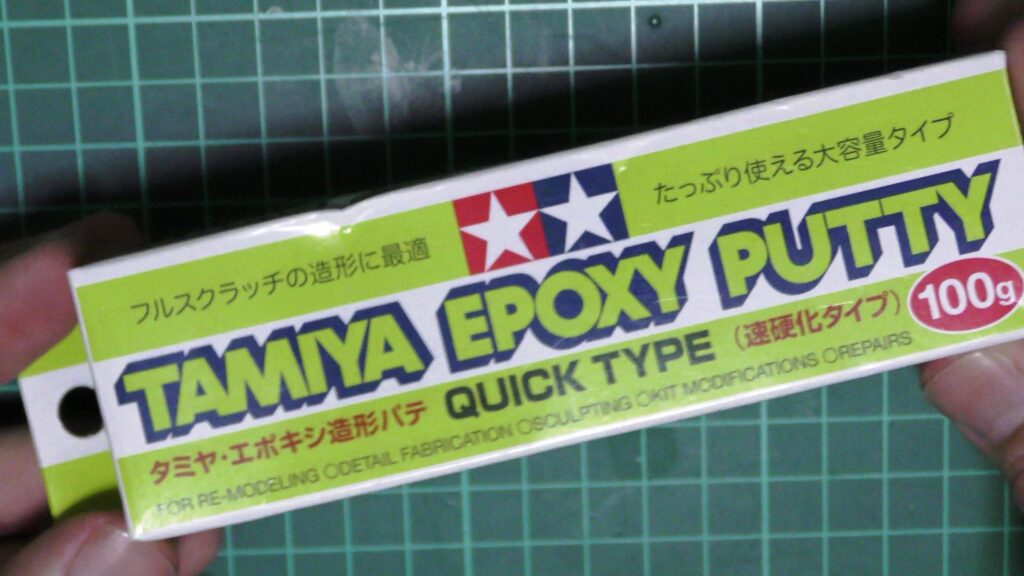 フルスクラッチの造形に最適
たっぷり使える大容量タイプ
TAMIYA EPOXY PUTTY
タミヤ・エポキシ造形パテ QUICK TYPE (速硬化タイプ) 100g
FOR RE-MODELING ○DETAIL FABRICATION ○SCULPTING ○KIT MODIFICATIONS ○REPAIRS